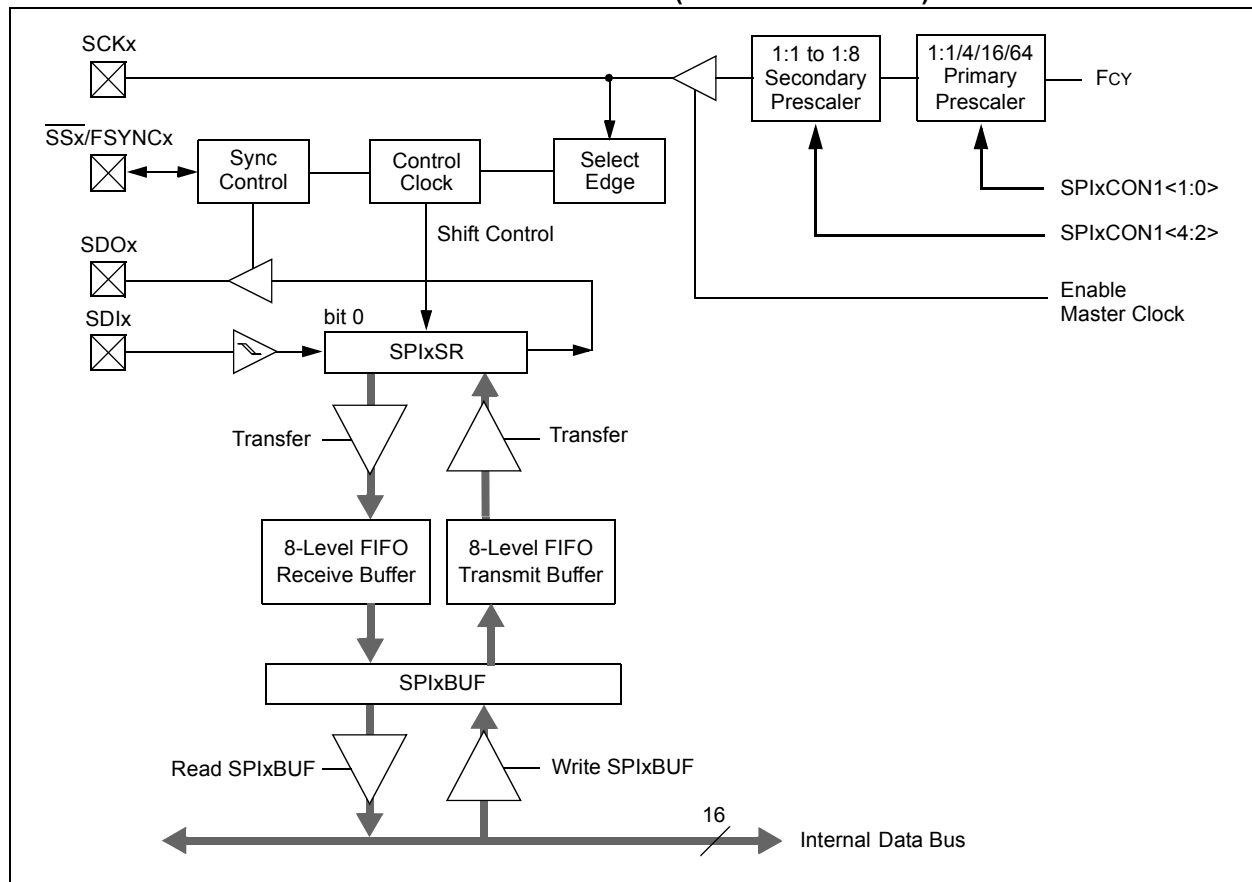 SCKx
1:1 to 1:8
Secondary
Prescaler
1:1/4/16/64
Primary
Prescaler
FCY
SSx/FSYNCx
Sync
Control
Control
Clock
Select
Edge
SPIxCON1<1:0>
Shift Control
SPIxCON1<4:2>
SDOx
Enable
Master Clock
SDIx
bit 0
SPIxSR
Transfer
Transfer
8-Level FIFO
Receive Buffer
8-Level FIFO
Transmit Buffer
SPIxBUF
Read SPIxBUF
Write SPIxBUF
16
Internal Data Bus